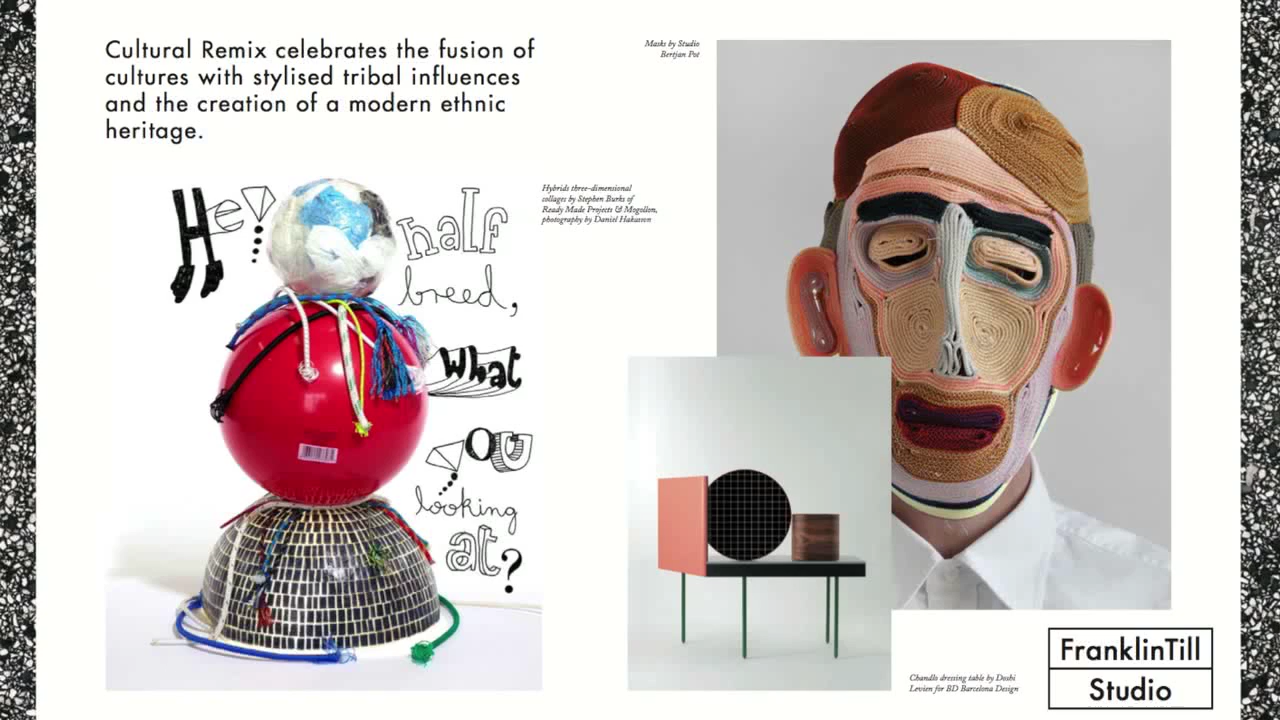 Cultural Remix celebrates the fusion of
cultures with stylised tribal influences
and the creation of a modern ethnic
heritage.
Masks by Studio
Bertjan Pot
Hybrids three-dimensional
collages by Stephen Burks of
Ready Made Projects & Mogollon,
photography by Daniel Hakasson
HeY!
half
breed,
what
YOU
looking
at?
Chandlo dressing table by Doshi
Levien for BD Barcelona Design
FranklinTill
Studio